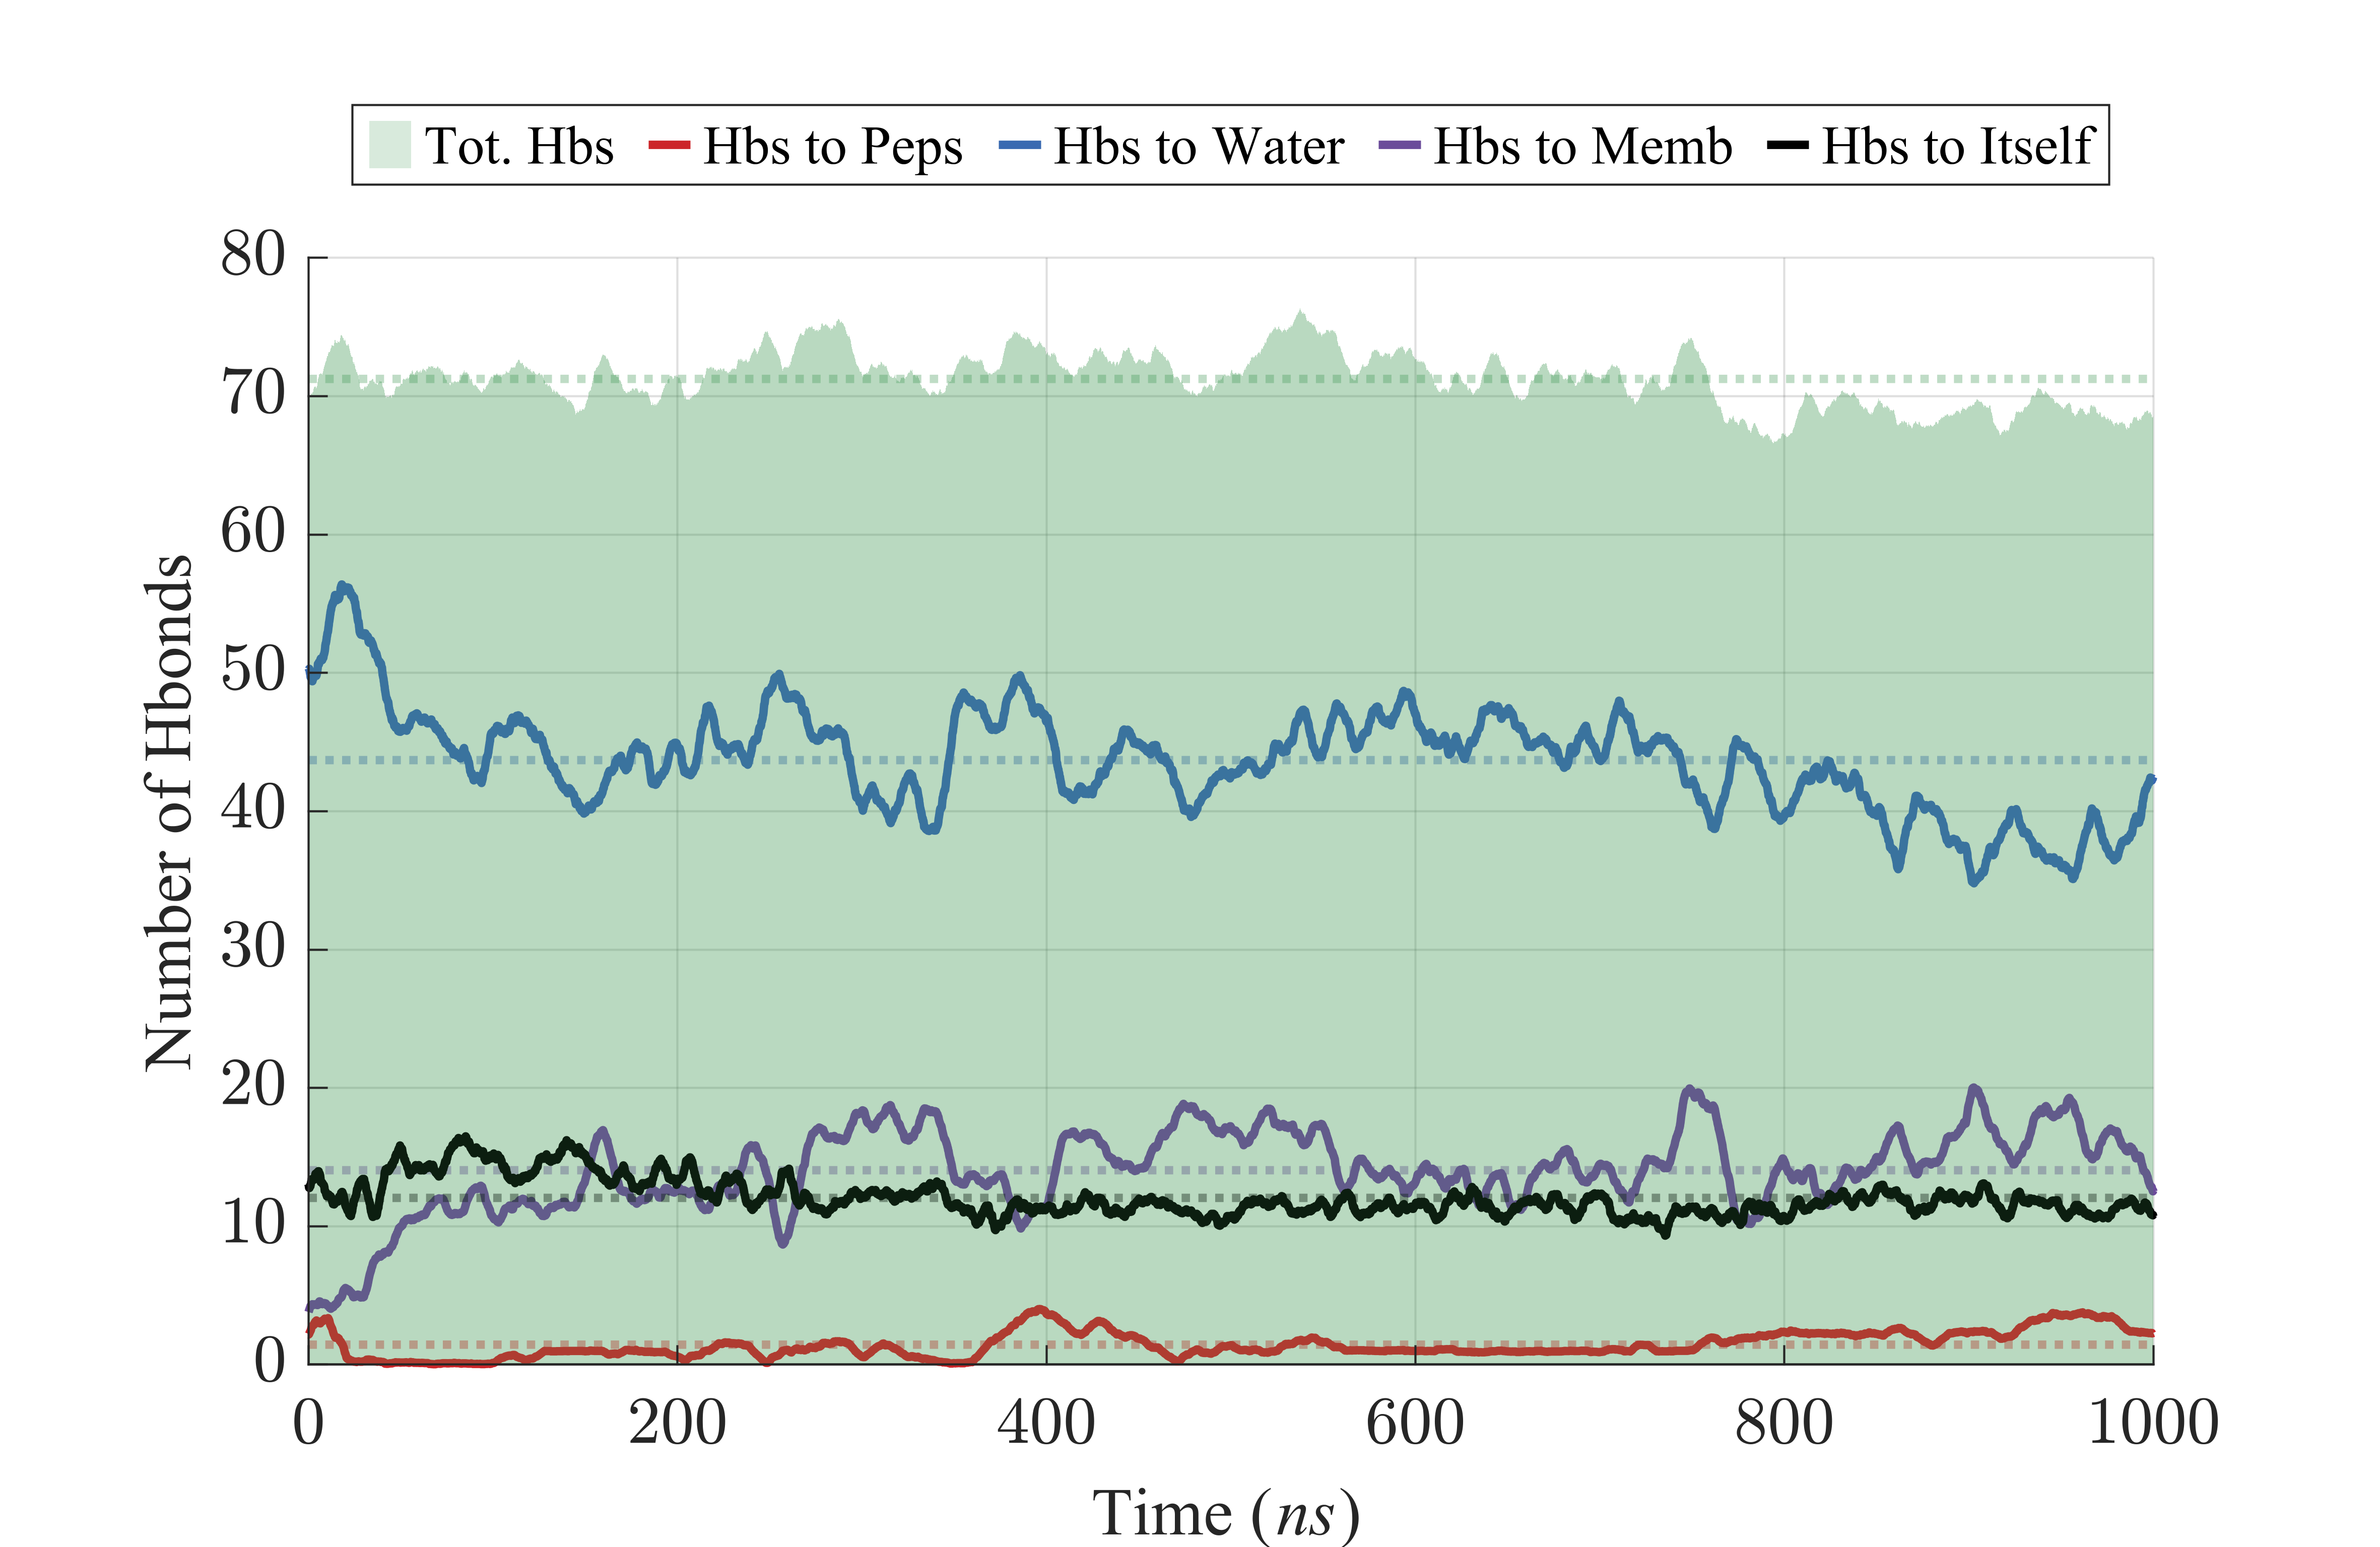 Tot. Hbs Hbs to Peps Hbs to Water Hbs to Memb Hbs to Itself
80
70
60
50
40
30
20
10
0
Number of Hbonds
0 200 400 600 800 1000
Time (ns)